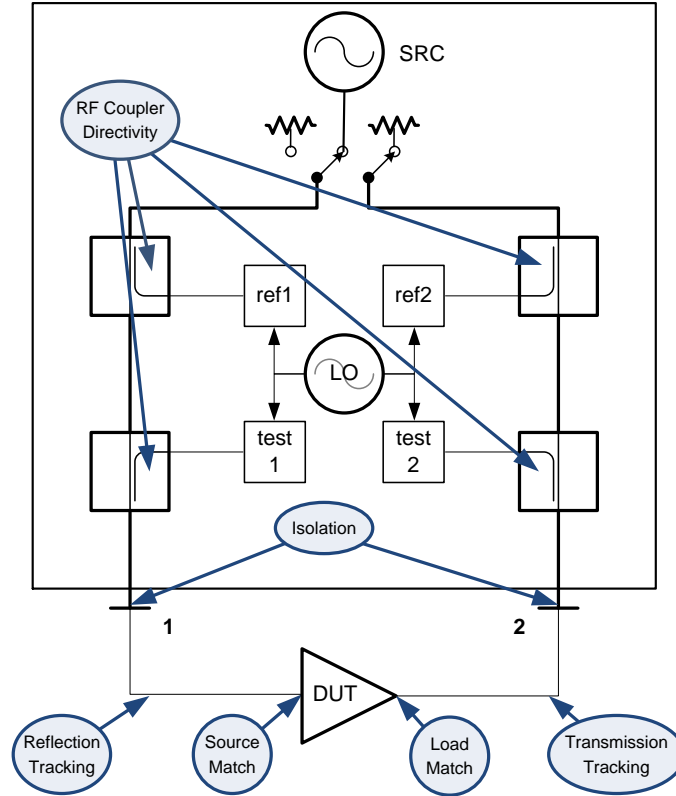 SRC
RF Coupler
Directivity
ref1
ref2
LO
test
1
test
2
Isolation
1
2
DUT
Reflection
Tracking
Source
Match
Load
Match
Transmission
Tracking